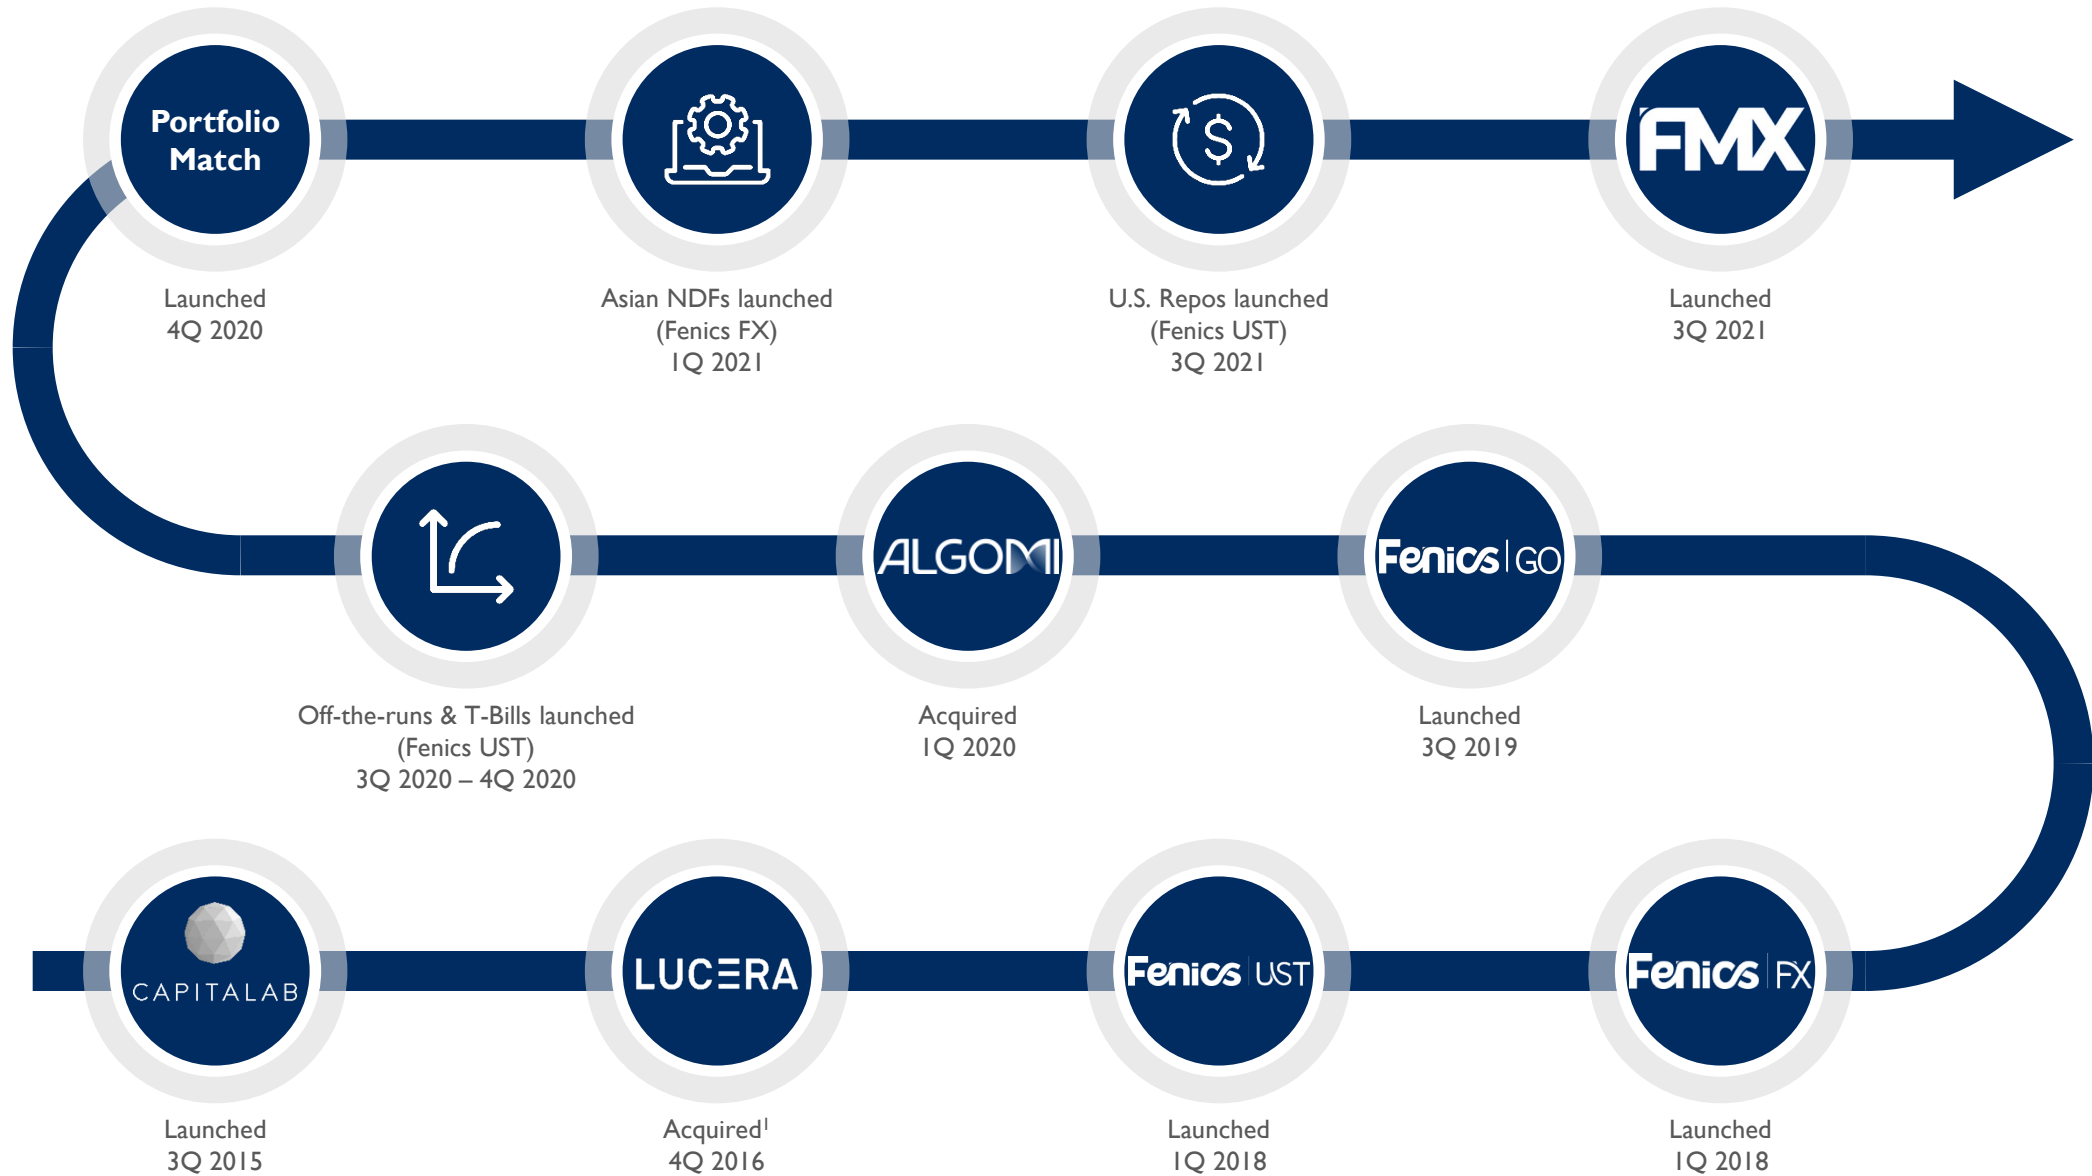 Portfolio
Match
$
FMX
Launched
4Q 2020
Asian NDFs launched
(Fenics FX)
1Q 2021
U.S. Repos launched
(Fenics UST)
3Q 2021
Launched
3Q 2021
ALGOMI
Fenics|GO
Off-the-runs & T-Bills launched
(Fenics UST)
3Q 2020 – 4Q 2020
Acquired
1Q 2020
Launched
3Q 2019
CAPITALAB
LUCERA
Fenics|UST
Fenics|FX
Launched
3Q 2015
Acquired¹
4Q 2016
Launched
1Q 2018
Launched
1Q 2018